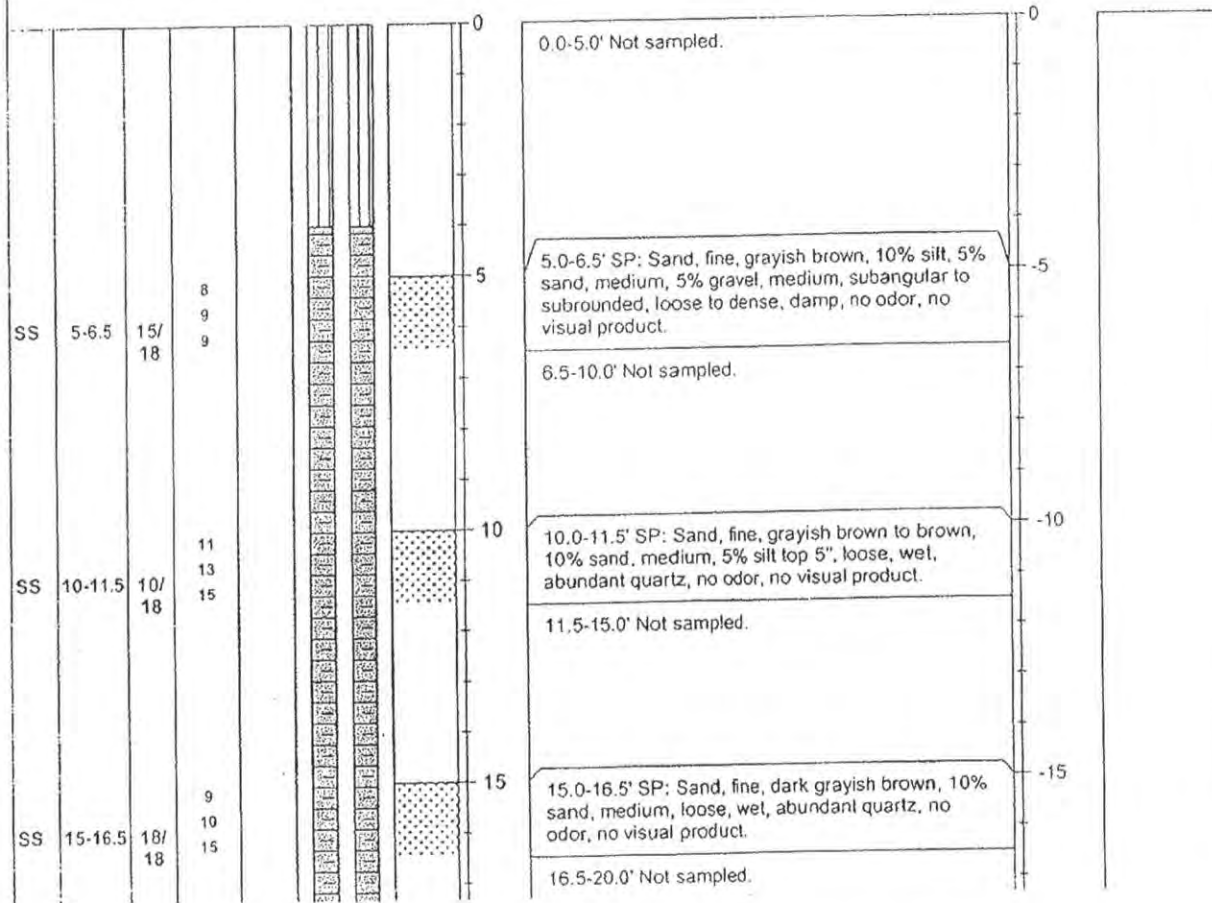 0
0
0.0-5.0' Not sampled.
5.0-6.5' SP: Sand, fine, grayish brown, 10% silt, 5%
sand, medium, 5% gravel, medium, subangular to
subrounded, loose to dense, damp, no odor, no
visual product.
5
-5
8
9
9
SS
5-6.5
15/
18
6.5-10.0' Not sampled.
10
-10
10.0-11.5' SP: Sand, fine, grayish brown to brown,
10% sand, medium, 5% silt top 5", loose, wet,
abundant quartz, no odor, no visual product.
11
13
15
SS
10-11.5
10/
18
11.5-15.0' Not sampled.
15
-15
15.0-16.5' SP: Sand, fine, dark grayish brown, 10%
sand, medium, loose, wet, abundant quartz, no
odor, no visual product.
9
10
15
SS
15-16.5
18/
18
16.5-20.0' Not sampled.